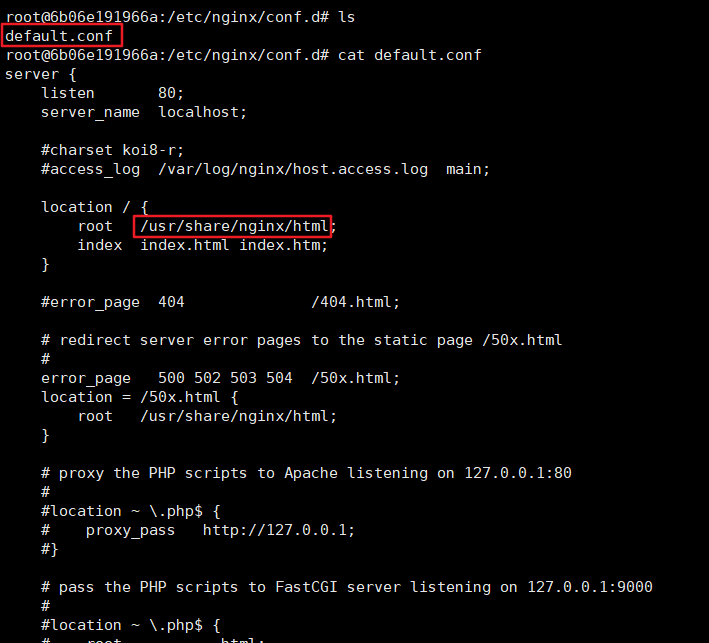 root@6b06e191966a:/etc/nginx/conf.d# ls
default.conf
root@6b06e191966a:/etc/nginx/conf.d# cat default.conf
server {
    listen       80;
    server_name  localhost;

    #charset koi8-r;
    #access_log  /var/log/nginx/host.access.log  main;

    location / {
        root   /usr/share/nginx/html;
        index  index.html index.htm;
    }

    #error_page  404              /404.html;

    # redirect server error pages to the static page /50x.html
    #
    error_page   500 502 503 504  /50x.html;
    location = /50x.html {
        root   /usr/share/nginx/html;
    }

    # proxy the PHP scripts to Apache listening on 127.0.0.1:80
    #
    #location ~ \.php$ {
    #    proxy_pass   http://127.0.0.1;
    #}

    # pass the PHP scripts to FastCGI server listening on 127.0.0.1:9000
    #
    #location ~ \.php$ {
    #    root           html;